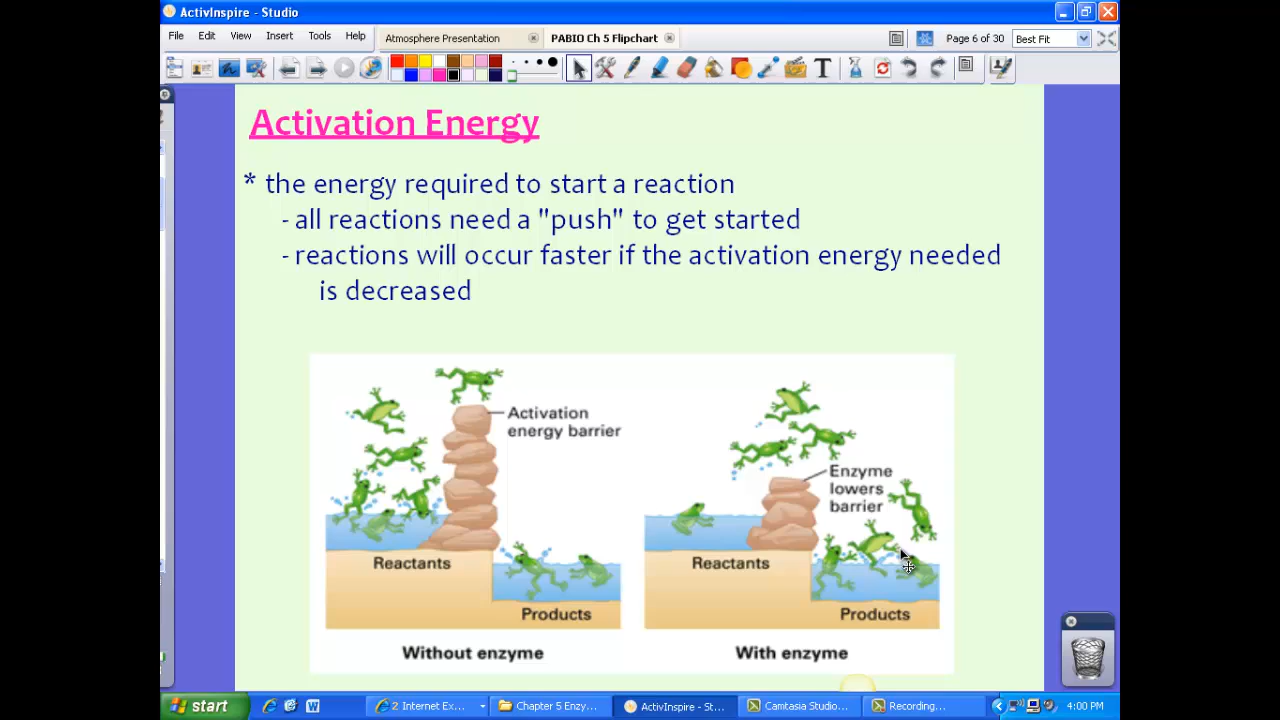 ActivInspire - Studio
File Edit View Insert Tools Help
Atmosphere Presentation
PABIO Ch 5 Flipchart
Page 6 of 30
Best Fit
Activation Energy
* the energy required to start a reaction
- all reactions need a "push" to get started
- reactions will occur faster if the activation energy needed
is decreased
Activation
energy barrier
Reactants
Products
Without enzyme
Enzyme
lowers
barrier
Reactants
Products
With enzyme
start
2 Internet Ex...
Chapter 5 Enzy...
ActivInspire - St...
Camtasia Studio...
Recording...
4:00 PM